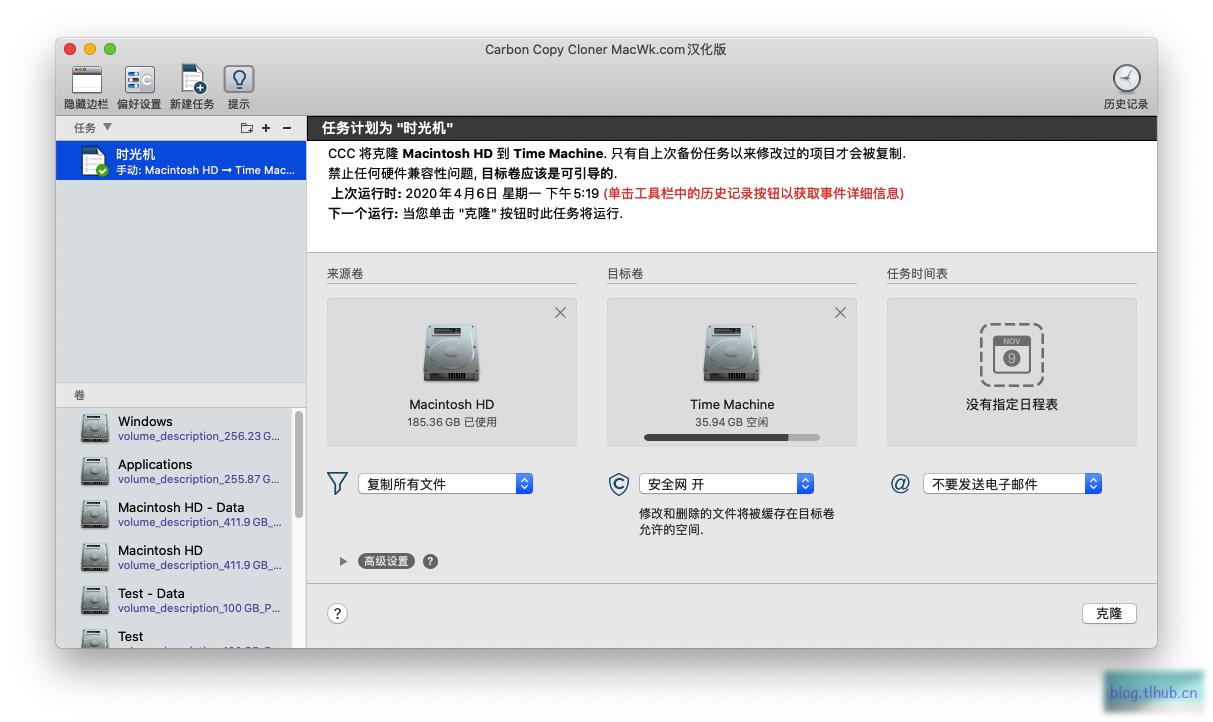 Carbon Copy Cloner MacWk.com汉化版
隐藏边栏 偏好设置 新建任务 提示 历史记录
任务
时光机
手动: Macintosh HD → Time Mac...
任务计划为 "时光机"
CCC 将克隆 Macintosh HD 到 Time Machine. 只有自上次备份任务以来修改过的项目才会被复制.
禁止任何硬件兼容性问题, 目标卷应该是可引导的.
上次运行时: 2020年4月6日 星期一 下午5:19 (单击工具栏中的历史记录按钮以获取事件详细信息)
下一个运行: 当您单击 "克隆" 按钮时此任务将运行.
来源卷 目标卷 任务时间表
NOV
9
Macintosh HD
185.36 GB 已使用
Time Machine
35.94 GB 空闲
没有指定日程表
复制所有文件
安全网 开
@ 不要发送电子邮件
修改和删除的文件将被缓存在目标卷
允许的空间.
高级设置 ?
? 克隆
卷
Windows
volume_description_256.23 G...
Applications
volume_description_255.87 G...
Macintosh HD - Data
volume_description_411.9 GB_...
Macintosh HD
volume_description_411.9 GB_...
Test - Data
volume_description_100 GB_P...
Test
blog.tlhub.cn